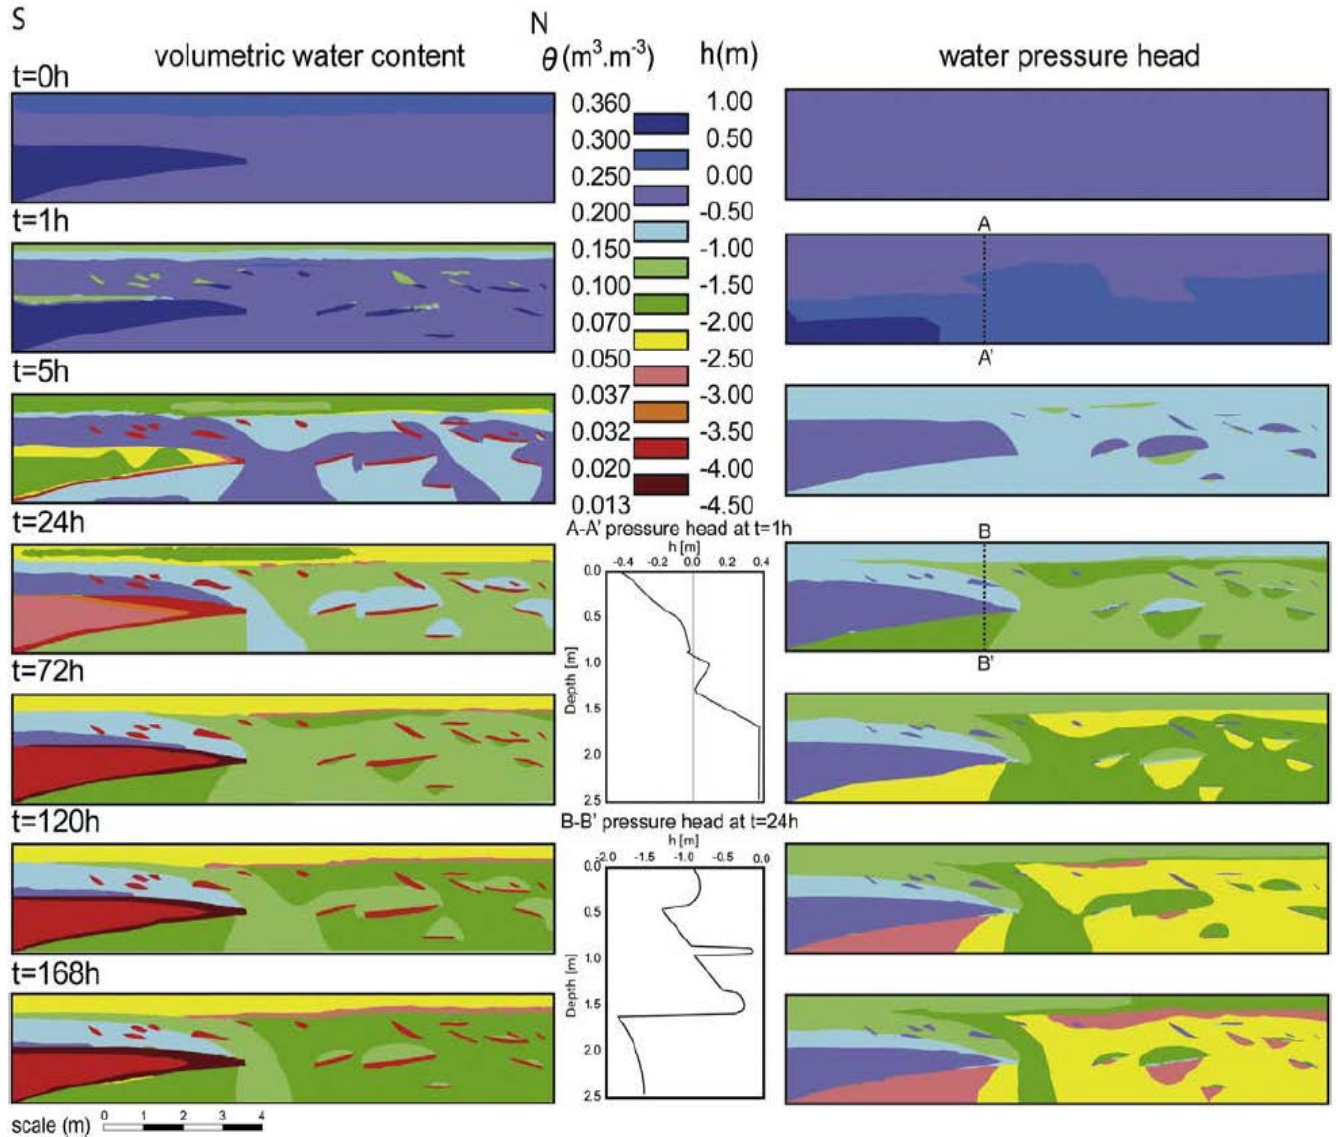 S
N
volumetric water content
θ (m³.m⁻³)
h(m)
water pressure head
t=0h
0.360
1.00
0.300
0.50
0.250
0.00
0.200
-0.50
t=1h
0.150
-1.00
0.100
-1.50
0.070
-2.00
0.050
-2.50
0.037
-3.00
0.032
-3.50
0.020
-4.00
0.013
-4.50
A
A'
t=5h
t=24h
A-A' pressure head at t=1h
h [m]
-0.4 -0.2 0.0 0.2 0.4
0.0
0.5
1.0
1.5
2.0
2.5
Depth [m]
B
B'
t=72h
t=120h
B-B' pressure head at t=24h
h [m]
-2.0 -1.5 -1.0 -0.5 0.0
0.0
0.5
1.0
1.5
2.0
2.5
Depth [m]
t=168h
scale (m) 0 1 2 3 4